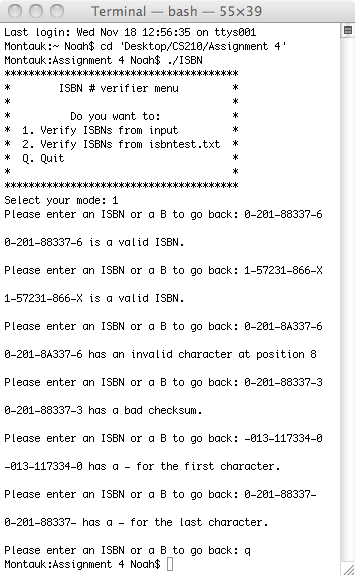 Terminal — bash — 55×39
Last login: Wed Nov 18 12:56:35 on ttys001
Montauk:~ Noah$ cd 'Desktop/CS210/Assignment 4'
Montauk:Assignment 4 Noah$ ./ISBN
***************************************
*        ISBN # verifier menu         *
*                                     *
*          Do you want to:            *
*  1. Verify ISBNs from input         *
*  2. Verify ISBNs from isbntest.txt  *
*  Q. Quit                            *
*                                     *
***************************************
Select your mode: 1
Please enter an ISBN or a B to go back: 0-201-88337-6
0-201-88337-6 is a valid ISBN.
Please enter an ISBN or a B to go back: 1-57231-866-X
1-57231-866-X is a valid ISBN.
Please enter an ISBN or a B to go back: 0-201-8A337-6
0-201-8A337-6 has an invalid character at position 8
Please enter an ISBN or a B to go back: 0-201-88337-3
0-201-88337-3 has a bad checksum.
Please enter an ISBN or a B to go back: -013-117334-0
-013-117334-0 has a - for the first character.
Please enter an ISBN or a B to go back: 0-201-88337-
0-201-88337- has a - for the last character.
Please enter an ISBN or a B to go back: q
Montauk:Assignment 4 Noah$